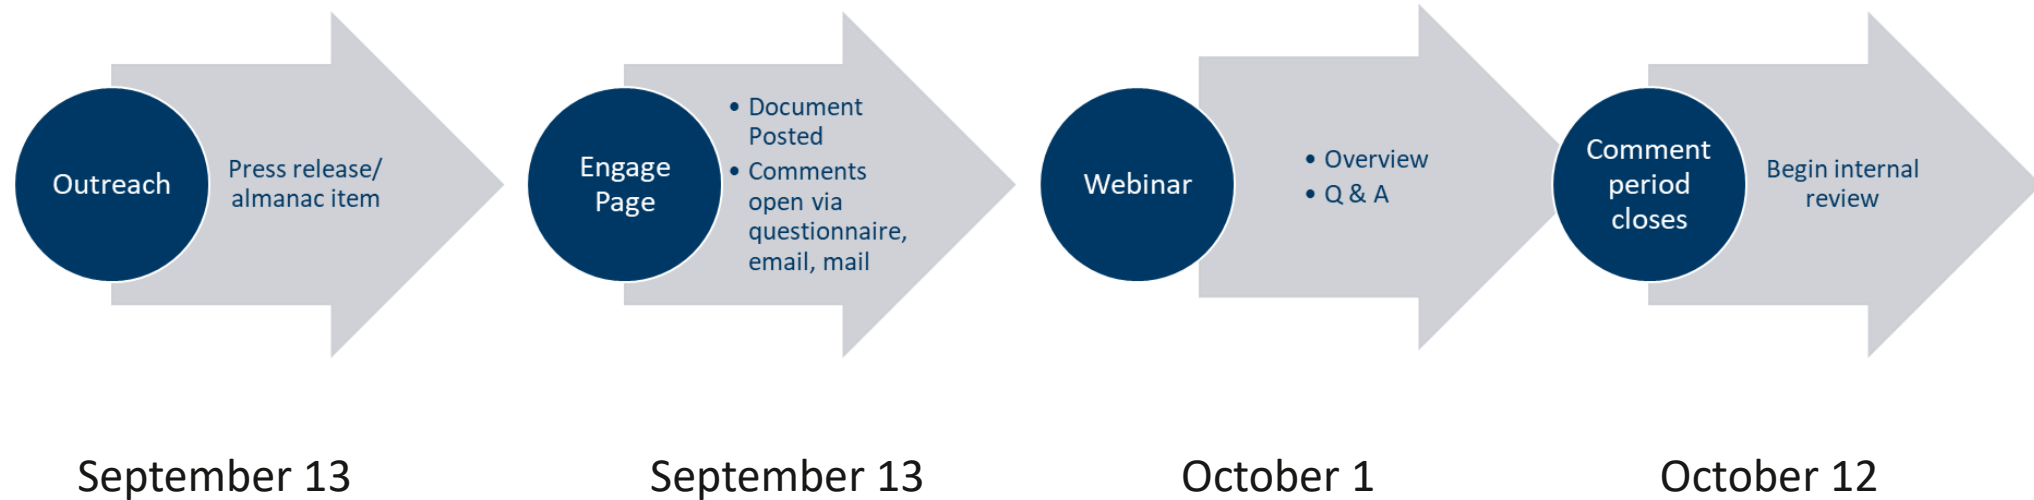 Outreach
Press release/
almanac item
Engage
Page
• Document
Posted
• Comments
open via
questionnaire,
email, mail
Webinar
• Overview
• Q & A
Comment
period
closes
Begin internal
review
September 13
September 13
October 1
October 12